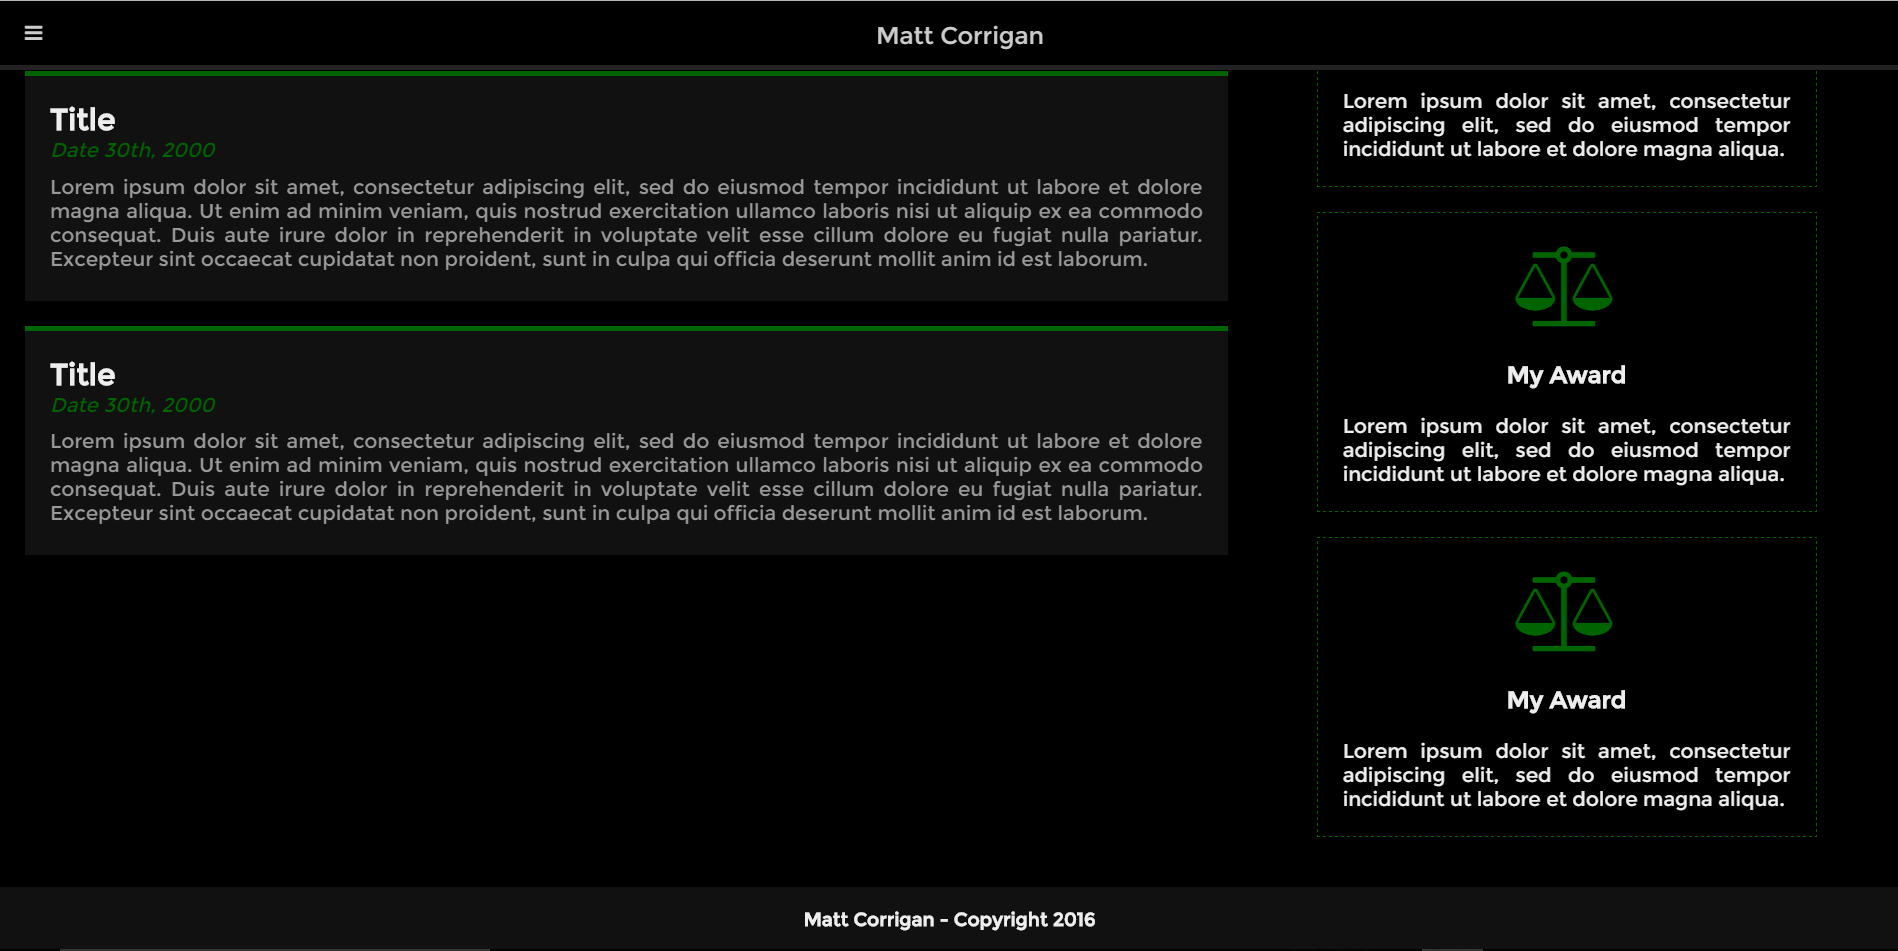 Matt Corrigan
Title
Date 30th, 2000
Lorem ipsum dolor sit amet, consectetur adipiscing elit, sed do eiusmod tempor incididunt ut labore et dolore
magna aliqua. Ut enim ad minim veniam, quis nostrud exercitation ullamco laboris nisi ut aliquip ex ea commodo
consequat. Duis aute irure dolor in reprehenderit in voluptate velit esse cillum dolore eu fugiat nulla pariatur.
Excepteur sint occaecat cupidatat non proident, sunt in culpa qui officia deserunt mollit anim id est laborum.
Title
Date 30th, 2000
Lorem ipsum dolor sit amet, consectetur adipiscing elit, sed do eiusmod tempor incididunt ut labore et dolore
magna aliqua. Ut enim ad minim veniam, quis nostrud exercitation ullamco laboris nisi ut aliquip ex ea commodo
consequat. Duis aute irure dolor in reprehenderit in voluptate velit esse cillum dolore eu fugiat nulla pariatur.
Excepteur sint occaecat cupidatat non proident, sunt in culpa qui officia deserunt mollit anim id est laborum.
Lorem ipsum dolor sit amet, consectetur
adipiscing elit, sed do eiusmod tempor
incididunt ut labore et dolore magna aliqua.
My Award
Lorem ipsum dolor sit amet, consectetur
adipiscing elit, sed do eiusmod tempor
incididunt ut labore et dolore magna aliqua.
My Award
Lorem ipsum dolor sit amet, consectetur
adipiscing elit, sed do eiusmod tempor
incididunt ut labore et dolore magna aliqua.
Matt Corrigan - Copyright 2016